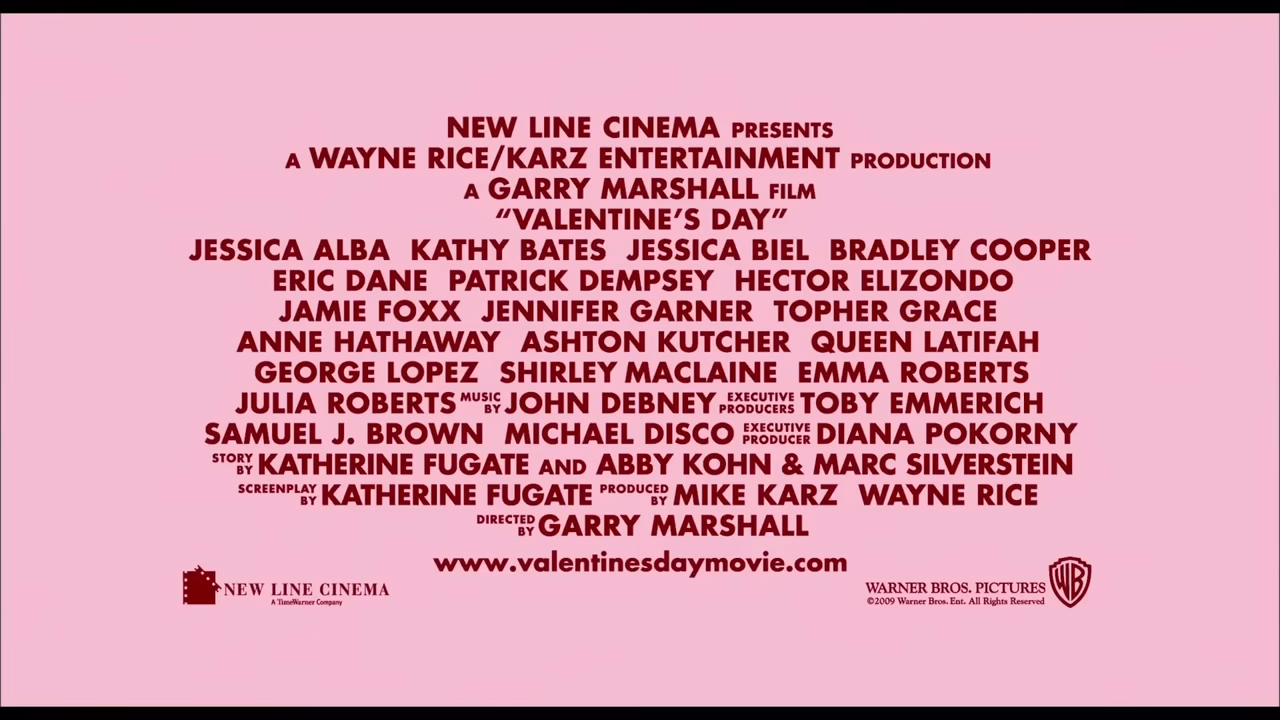 NEW LINE CINEMA PRESENTS
A WAYNE RICE/KARZ ENTERTAINMENT PRODUCTION
A GARRY MARSHALL FILM
“VALENTINE’S DAY”
JESSICA ALBA KATHY BATES JESSICA BIEL BRADLEY COOPER
ERIC DANE PATRICK DEMPSEY HECTOR ELIZONDO
JAMIE FOXX JENNIFER GARNER TOPHER GRACE
ANNE HATHAWAY ASHTON KUTCHER QUEEN LATIFAH
GEORGE LOPEZ SHIRLEY MACLAINE EMMA ROBERTS
JULIA ROBERTS MUSIC BY JOHN DEBNEY EXECUTIVE PRODUCERS TOBY EMMERICH
SAMUEL J. BROWN MICHAEL DISCO EXECUTIVE PRODUCER DIANA POKORNY
STORY BY KATHERINE FUGATE AND ABBY KOHN & MARC SILVERSTEIN
SCREENPLAY BY KATHERINE FUGATE PRODUCED BY MIKE KARZ WAYNE RICE
DIRECTED BY GARRY MARSHALL
www.valentinesdaymovie.com
NEW LINE CINEMA
A TimeWarner Company
WARNER BROS. PICTURES
©2009 Warner Bros. Ent. All Rights Reserved
WB